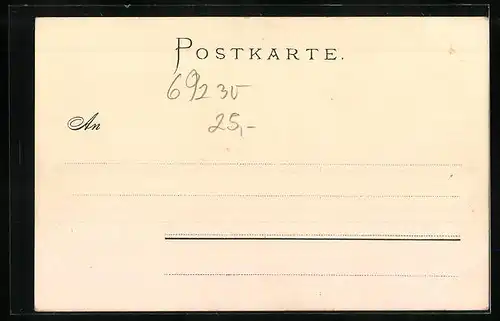 POSTKARTE.
69230
25,-
An